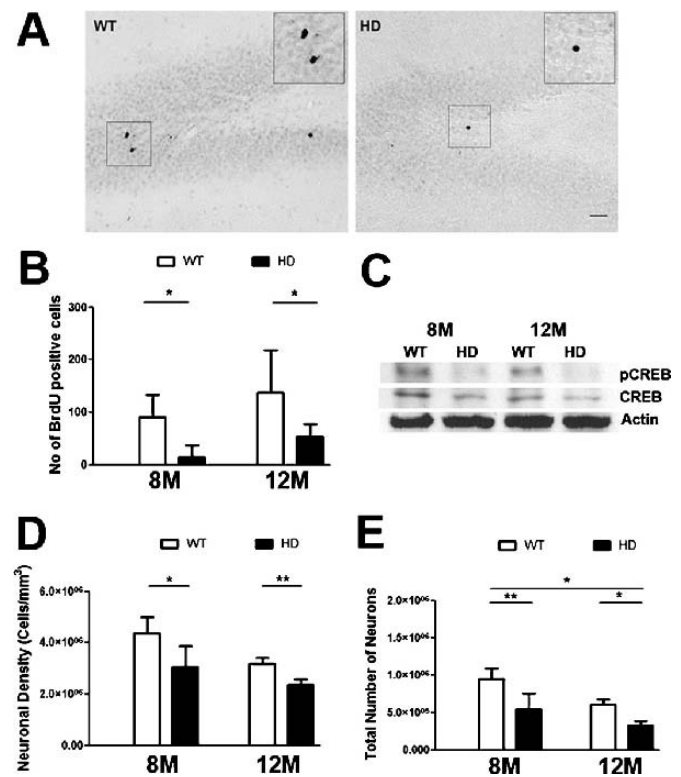 A
WT
HD
B
WT
HD
No of BrdU positive cells
300
200
100
0
*
*
8M
12M
C
8M
12M
WT
HD
WT
HD
pCREB
CREB
Actin
D
WT
HD
Neuronal Density (Cells/mm³)
6.0×10⁰⁶
4.0×10⁰⁶
2.0×10⁰⁶
0.00
*
**
8M
12M
E
WT
HD
Total Number of Neurons
2.0×10⁰⁶
1.5×10⁰⁶
1.0×10⁰⁶
5.0×10⁰⁵
0.000
*
**
*
8M
12M